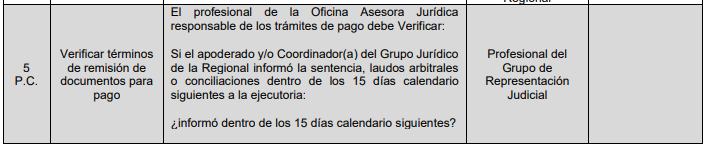 Regional
El profesional de la Oficina Asesora Jurídica
responsable de los trámites de pago debe Verificar:
5
P.C.
Verificar términos
de remisión de
documentos para
pago
Si el apoderado y/o Coordinador(a) del Grupo Jurídico
de la Regional informó la sentencia, laudos arbitrales
o conciliaciones dentro de los 15 días calendario
siguientes a la ejecutoria:
¿informó dentro de los 15 días calendario siguientes?
Profesional del
Grupo de
Representación
Judicial